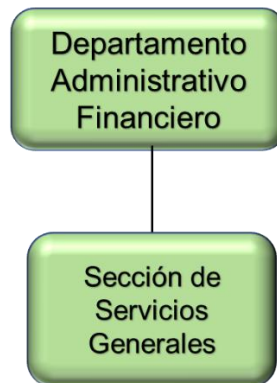 Departamento
Administrativo
Financiero
Sección de
Servicios
Generales